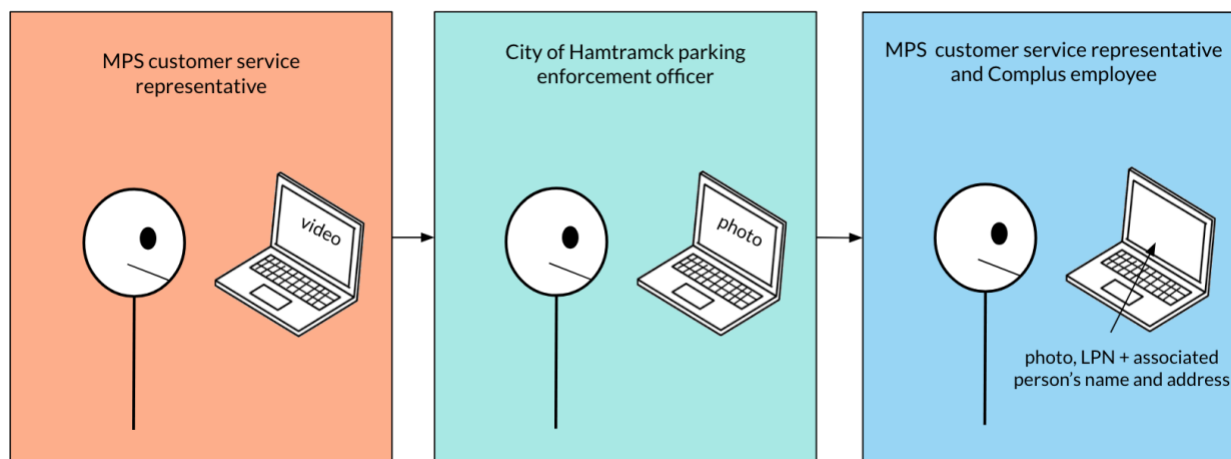 MPS customer service
representative
video
City of Hamtramck parking
enforcement officer
photo
MPS customer service representative
and Complus employee
photo, LPN + associated
person's name and address